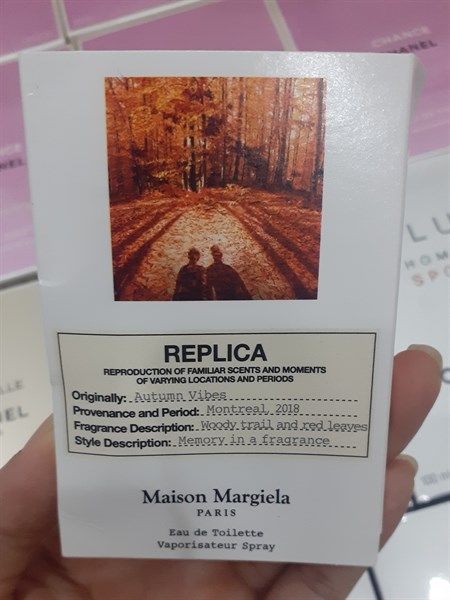 CHANCE
CHANEL
REPLICA
REPRODUCTION OF FAMILIAR SCENTS AND MOMENTS
OF VARYING LOCATIONS AND PERIODS
Originally: Autumn Vibes
Provenance and Period: Montreal, 2018
Fragrance Description: Woody trail and red leaves
Style Description: Memory in a fragrance
Maison Margiela
PARIS
Eau de Toilette
Vaporisateur Spray